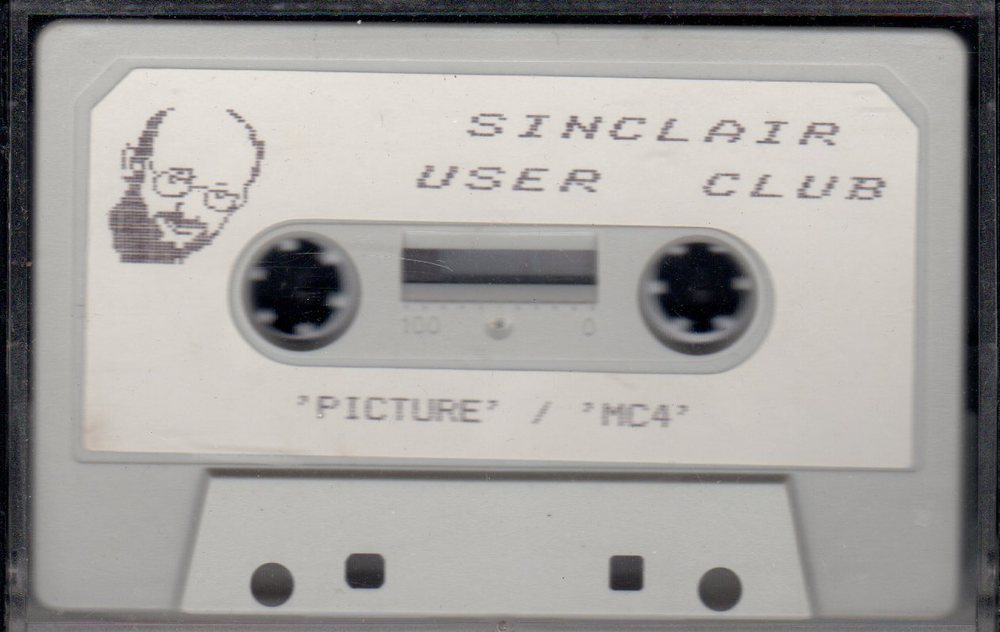 SINCLAIR
USER CLUB
100 0
'PICTURE' / 'MC4'